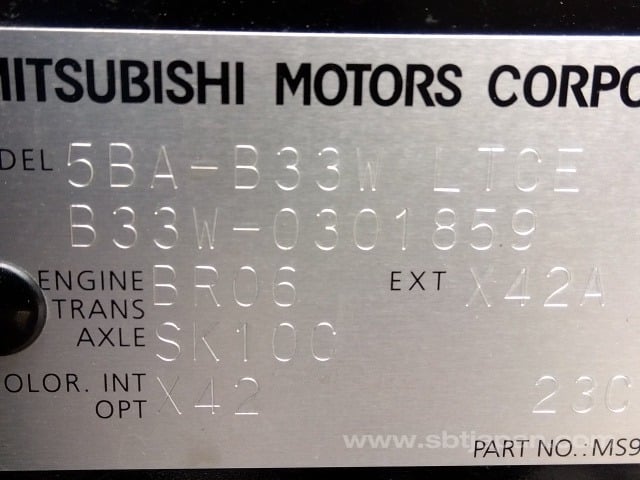 MITSUBISHI MOTORS CORPO
DEL 5BA-B33W LTCE
B33W-0301859
ENGINE BR06 EXT X42A
TRANS
AXLE SK10C
OLOR. INT X42
OPT 23C
www.sbtjapan.com
PART NO.: MS9